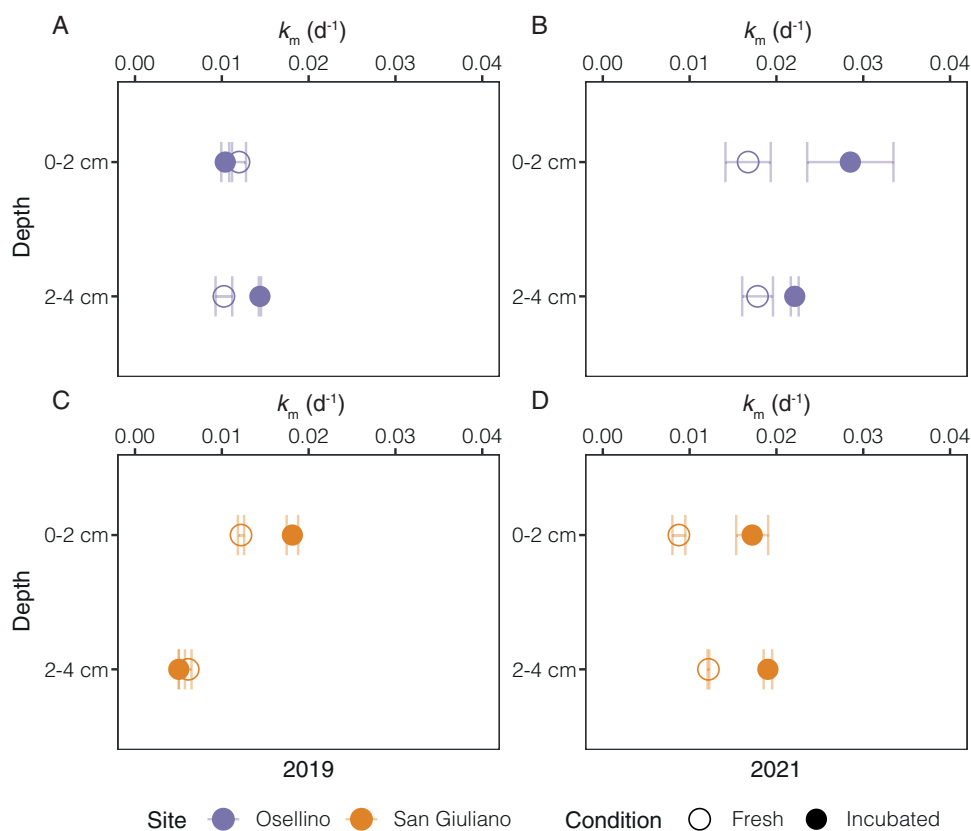 A
k_m (d⁻¹)
0.00 0.01 0.02 0.03 0.04
B
k_m (d⁻¹)
0.00 0.01 0.02 0.03 0.04
Depth
0-2 cm
2-4 cm
0-2 cm
2-4 cm
C
k_m (d⁻¹)
0.00 0.01 0.02 0.03 0.04
D
k_m (d⁻¹)
0.00 0.01 0.02 0.03 0.04
Depth
0-2 cm
2-4 cm
0-2 cm
2-4 cm
2019
2021
Site Osellino San Giuliano Condition Fresh Incubated